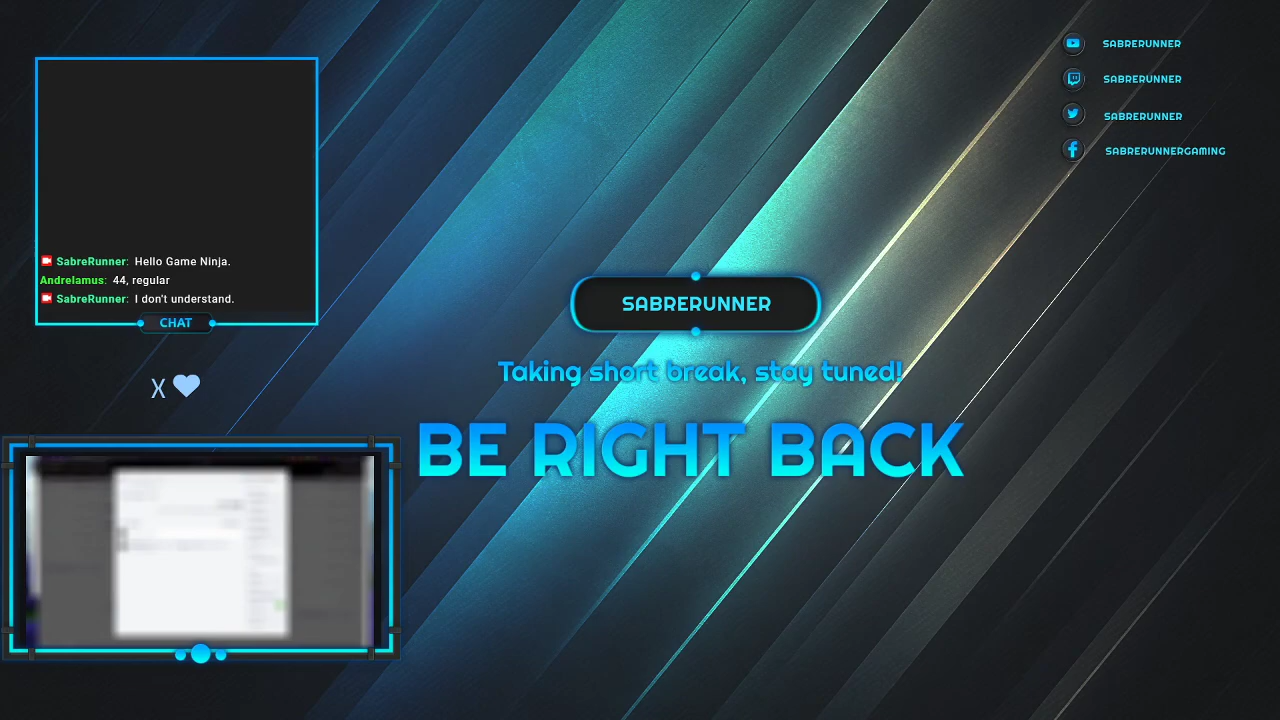 SABRERUNNER
SABRERUNNER
SABRERUNNER
SABRERUNNERGAMING
SabreRunner: Hello Game Ninja.
Andrelamus: 44, regular
SabreRunner: I don't understand.
CHAT
X
SABRERUNNER
Taking short break, stay tuned!
BE RIGHT BACK